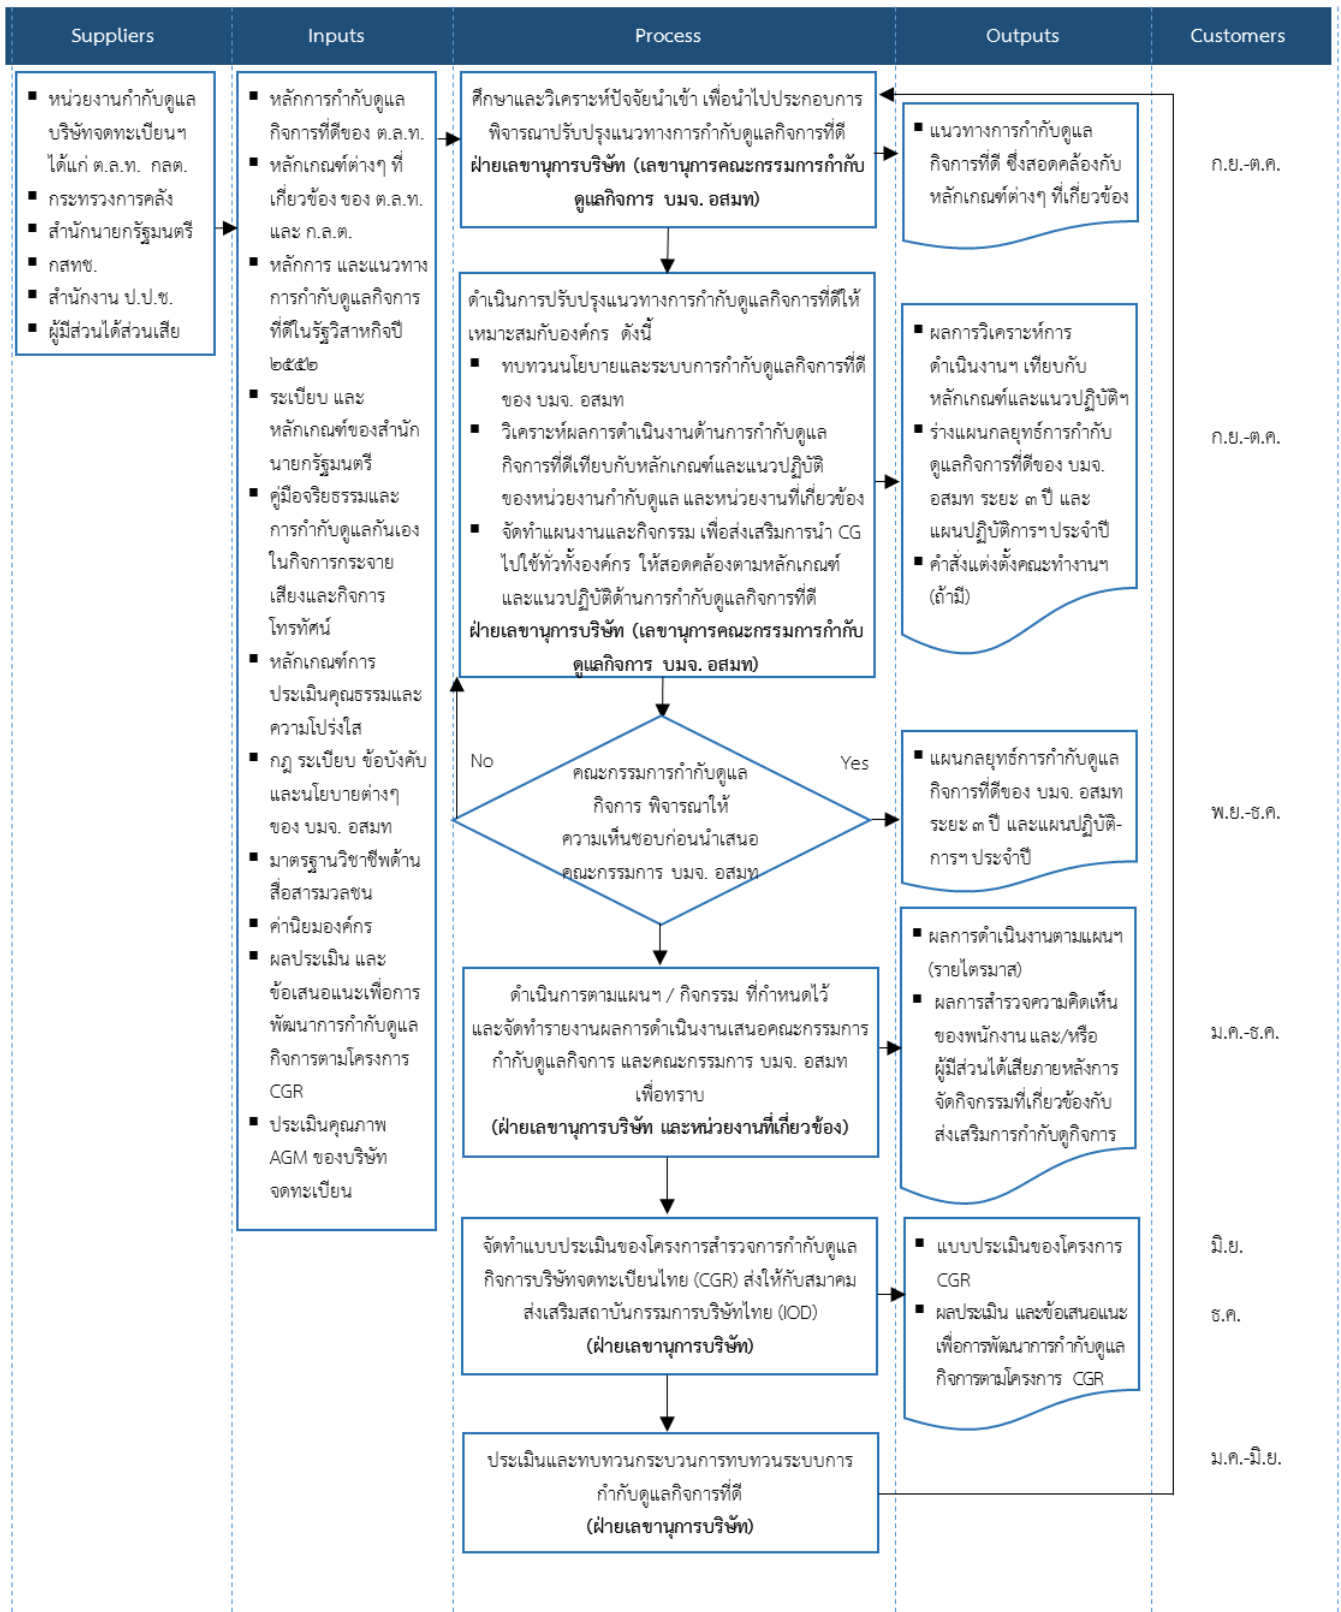 Suppliers
Inputs
Process
Outputs
Customers
▪ หน่วยงานกำกับดูแล
บริษัทจดทะเบียนฯ
ได้แก่ ต.ล.ท. กลต.
▪ กระทรวงการคลัง
▪ สำนักนายกรัฐมนตรี
▪ กสทช.
▪ สำนักงาน ป.ป.ช.
▪ ผู้มีส่วนได้ส่วนเสีย
▪ หลักการกำกับดูแล
กิจการที่ดีของ ต.ล.ท.
▪ หลักเกณฑ์ต่างๆ ที่
เกี่ยวข้อง ของ ต.ล.ท.
และ ก.ล.ต.
▪ หลักการ และแนวทาง
การกำกับดูแลกิจการ
ที่ดีในรัฐวิสาหกิจปี
๒๕๕๒
▪ ระเบียบ และ
หลักเกณฑ์ของสำนัก
นายกรัฐมนตรี
▪ คู่มือจริยธรรมและ
การกำกับดูแลกันเอง
ในกิจการกระจาย
เสียงและกิจการ
โทรทัศน์
▪ หลักเกณฑ์การ
ประเมินคุณธรรมและ
ความโปร่งใส
▪ กฎ ระเบียบ ข้อบังคับ
และนโยบายต่างๆ
ของ บมจ. อสมท
▪ มาตรฐานวิชาชีพด้าน
สื่อสารมวลชน
▪ ค่านิยมองค์กร
▪ ผลประเมิน และ
ข้อเสนอแนะเพื่อการ
พัฒนาการกำกับดูแล
กิจการตามโครงการ
CGR
▪ ประเมินคุณภาพ
AGM ของบริษัท
จดทะเบียน
ศึกษาและวิเคราะห์ปัจจัยนำเข้า เพื่อนำไปประกอบการ
พิจารณาปรับปรุงแนวทางการกำกับดูแลกิจการที่ดี
ฝ่ายเลขานุการบริษัท (เลขานุการคณะกรรมการกำกับ
ดูแลกิจการ บมจ. อสมท)
▪ แนวทางการกำกับดูแล
กิจการที่ดี ซึ่งสอดคล้องกับ
หลักเกณฑ์ต่างๆ ที่เกี่ยวข้อง
ก.ย.-ต.ค.
ดำเนินการปรับปรุงแนวทางการกำกับดูแลกิจการที่ดีให้
เหมาะสมกับองค์กร ดังนี้
▪ ทบทวนนโยบายและระบบการกำกับดูแลกิจการที่ดี
ของ บมจ. อสมท
▪ วิเคราะห์ผลการดำเนินงานด้านการกำกับดูแล
กิจการที่ดีเทียบกับหลักเกณฑ์และแนวปฏิบัติ
ของหน่วยงานกำกับดูแล และหน่วยงานที่เกี่ยวข้อง
▪ จัดทำแผนงานและกิจกรรม เพื่อส่งเสริมการนำ CG
ไปใช้ทั่วทั้งองค์กร ให้สอดคล้องตามหลักเกณฑ์
และแนวปฏิบัติด้านการกำกับดูแลกิจการที่ดี
ฝ่ายเลขานุการบริษัท (เลขานุการคณะกรรมการกำกับ
ดูแลกิจการ บมจ. อสมท)
▪ ผลการวิเคราะห์การ
ดำเนินงานฯ เทียบกับ
หลักเกณฑ์และแนวปฏิบัติฯ
▪ ร่างแผนกลยุทธ์การกำกับ
ดูแลกิจการที่ดีของ บมจ.
อสมท ระยะ ๓ ปี และ
แผนปฏิบัติการฯ ประจำปี
▪ คำสั่งแต่งตั้งคณะทำงานฯ
(ถ้ามี)
ก.ย.-ต.ค.
No
คณะกรรมการกำกับดูแล
กิจการ พิจารณาให้
ความเห็นชอบก่อนนำเสนอ
คณะกรรมการ บมจ. อสมท
Yes
▪ แผนกลยุทธ์การกำกับดูแล
กิจการที่ดีของ บมจ. อสมท
ระยะ ๓ ปี และแผนปฏิบัติ-
การฯ ประจำปี
พ.ย.-ธ.ค.
ดำเนินการตามแผนฯ / กิจกรรม ที่กำหนดไว้
และจัดทำรายงานผลการดำเนินงานเสนอคณะกรรมการ
กำกับดูแลกิจการ และคณะกรรมการ บมจ. อสมท
เพื่อทราบ
(ฝ่ายเลขานุการบริษัท และหน่วยงานที่เกี่ยวข้อง)
▪ ผลการดำเนินงานตามแผนฯ
(รายไตรมาส)
▪ ผลการสำรวจความคิดเห็น
ของพนักงาน และ/หรือ
ผู้มีส่วนได้เสียภายหลังการ
จัดกิจกรรมที่เกี่ยวข้องกับ
ส่งเสริมการกำกับดูกิจการ
ม.ค.-ธ.ค.
จัดทำแบบประเมินของโครงการสำรวจการกำกับดูแล
กิจการบริษัทจดทะเบียนไทย (CGR) ส่งให้กับสมาคม
ส่งเสริมสถาบันกรรมการบริษัทไทย (IOD)
(ฝ่ายเลขานุการบริษัท)
▪ แบบประเมินของโครงการ
CGR
▪ ผลประเมิน และข้อเสนอแนะ
เพื่อการพัฒนาการกำกับดูแล
กิจการตามโครงการ CGR
มิ.ย.
ธ.ค.
ประเมินและทบทวนกระบวนการทบทวนระบบการ
กำกับดูแลกิจการที่ดี
(ฝ่ายเลขานุการบริษัท)
ม.ค.-มิ.ย.